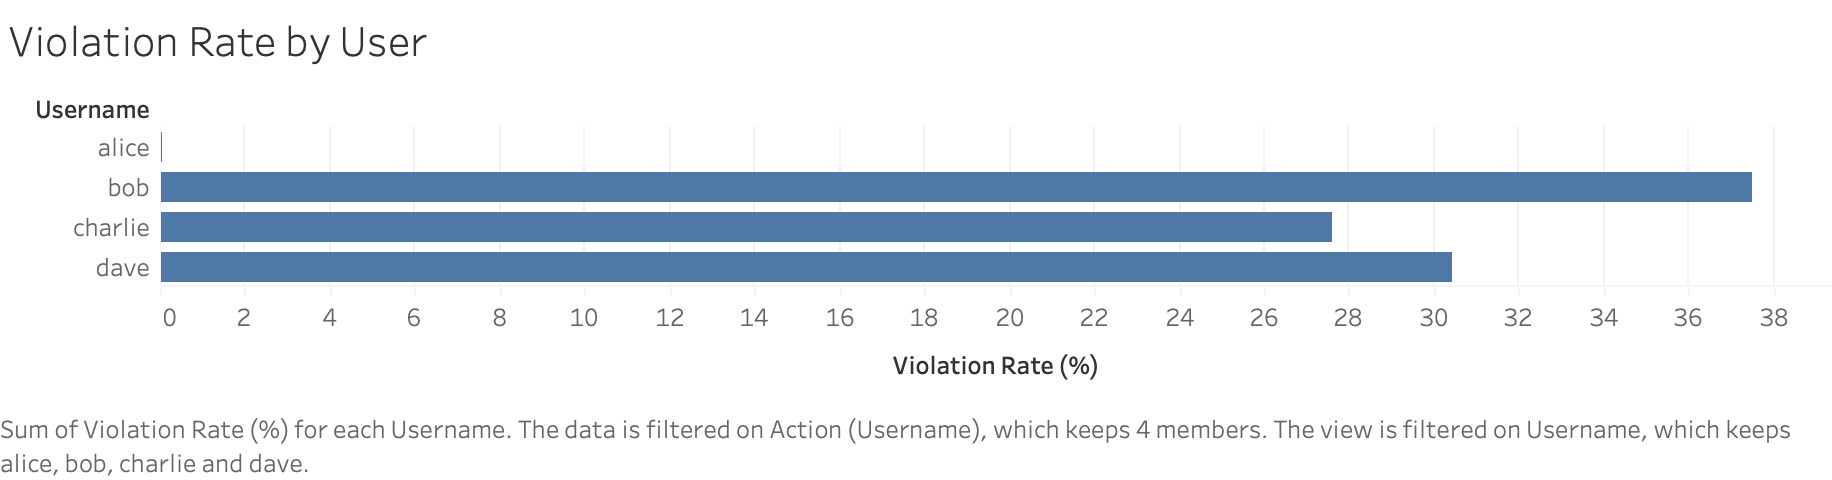 Violation Rate by User
Username
alice
bob
charlie
dave
0 2 4 6 8 10 12 14 16 18 20 22 24 26 28 30 32 34 36 38
Violation Rate (%)
Sum of Violation Rate (%) for each Username. The data is filtered on Action (Username), which keeps 4 members. The view is filtered on Username, which keeps
alice, bob, charlie and dave.